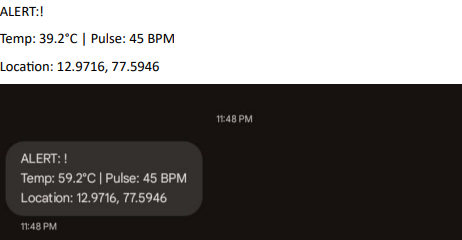 ALERT:!
Temp: 39.2°C | Pulse: 45 BPM
Location: 12.9716, 77.5946
11:48 PM
ALERT: !
Temp: 59.2°C | Pulse: 45 BPM
Location: 12.9716, 77.5946
11:48 PM